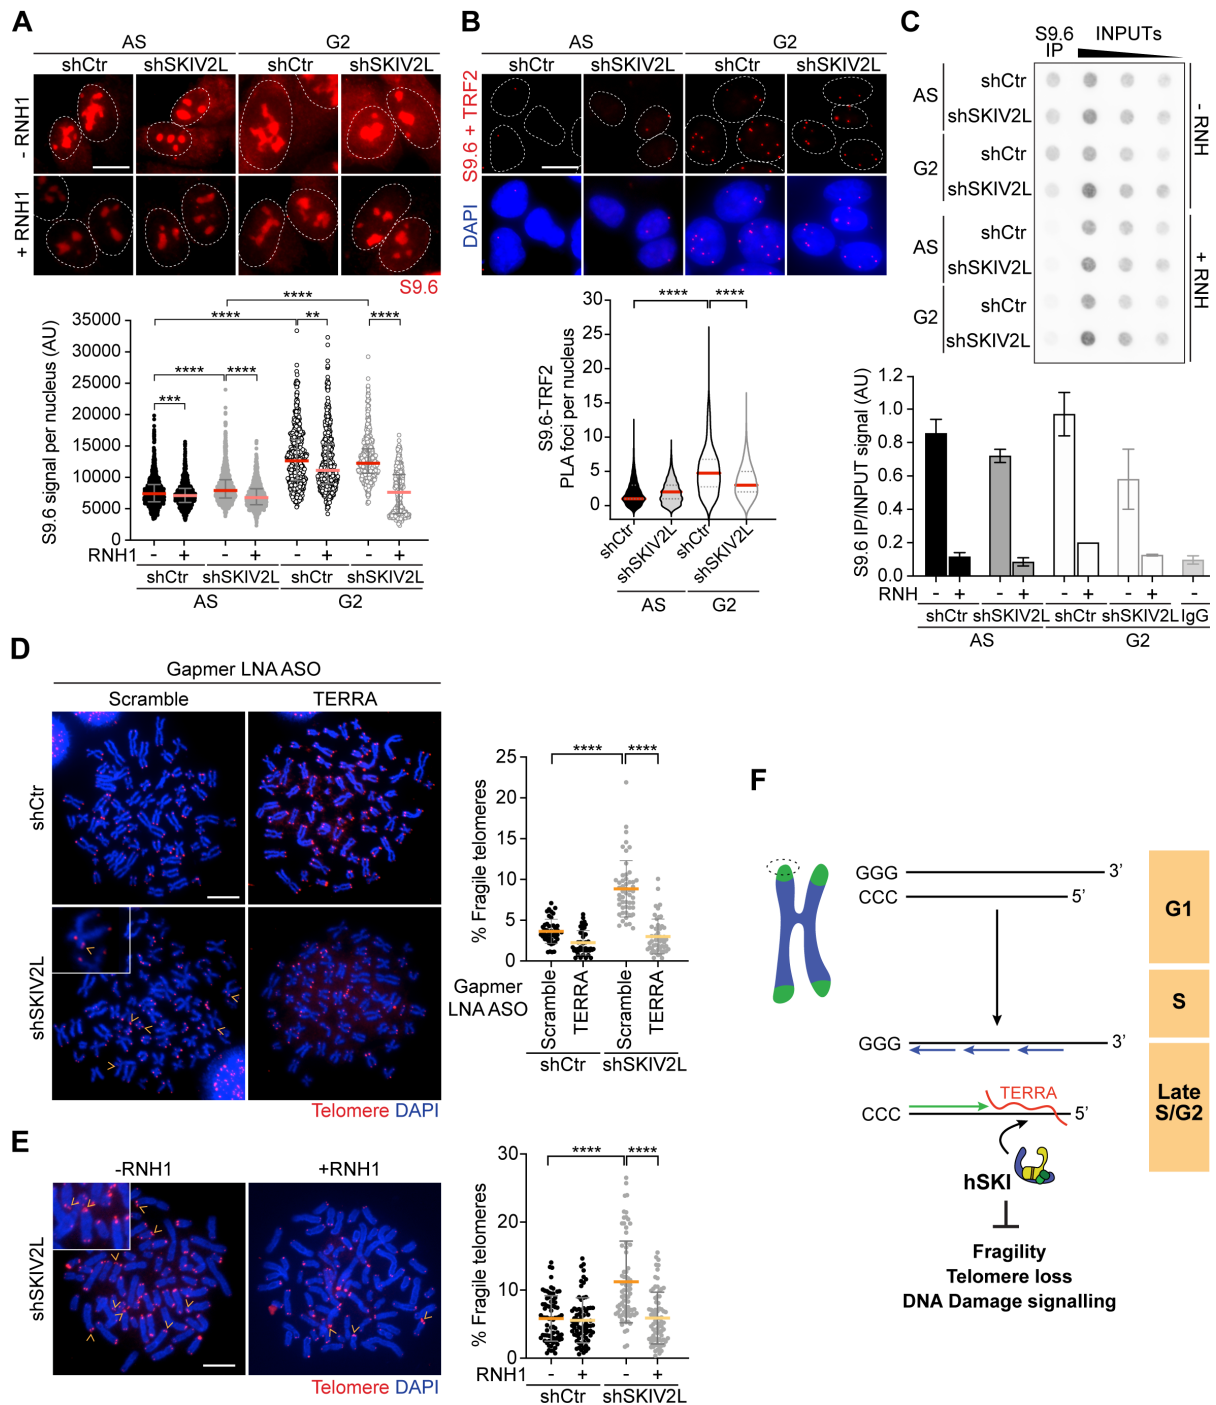 A
AS
G2
shCtr
shSKIV2L
shCtr
shSKIV2L
- RNH1
+ RNH1
S9.6
S9.6 signal per nucleus (AU)
35000
30000
25000
20000
15000
10000
5000
0
****
****
**
****
****
****
***
RNH1
- + - + - + - +
shCtr
shSKIV2L
shCtr
shSKIV2L
AS
G2
B
AS
G2
shCtr
shSKIV2L
shCtr
shSKIV2L
S9.6 + TRF2
DAPI
S9.6-TRF2
PLA foci per nucleus
30
25
20
15
10
5
0
****
****
shCtr
shSKIV2L
shCtr
shSKIV2L
AS
G2
C
S9.6
IP
INPUTs
AS
shCtr
shSKIV2L
G2
shCtr
shSKIV2L
AS
shCtr
shSKIV2L
G2
shCtr
shSKIV2L
- RNH
+ RNH
S9.6 IP/INPUT signal (AU)
1.2
1.0
0.8
0.6
0.4
0.2
0.0
RNH
- + - + - + - + -
shCtr
shSKIV2L
shCtr
shSKIV2L
IgG
AS
G2
D
Gapmer LNA ASO
Scramble
TERRA
shCtr
shSKIV2L
Telomere DAPI
% Fragile telomeres
25
20
15
10
5
0
****
****
Gapmer
LNA ASO
Scramble
TERRA
Scramble
TERRA
shCtr
shSKIV2L
E
-RNH1
+RNH1
shSKIV2L
Telomere DAPI
% Fragile telomeres
30
20
10
0
****
****
RNH1
- + - +
shCtr
shSKIV2L
F
GGG
3'
CCC
5'
G1
S
GGG
3'
Late
S/G2
TERRA
CCC
5'
hSKI
Fragility
Telomere loss
DNA Damage signalling